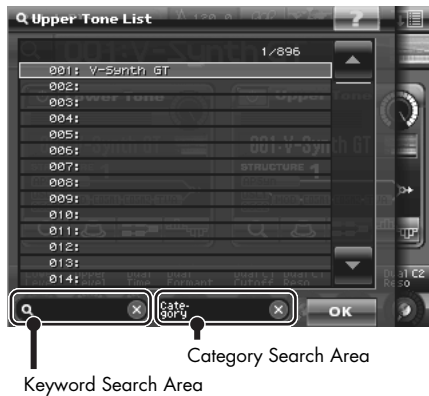 Upper Tone List
?
1/896
001: V-Synth GT
002:
003:
004:
005:
006:
007:
008:
009:
010:
011:
012:
013:
014:
Cate-
gory
OK
Category Search Area
Keyword Search Area